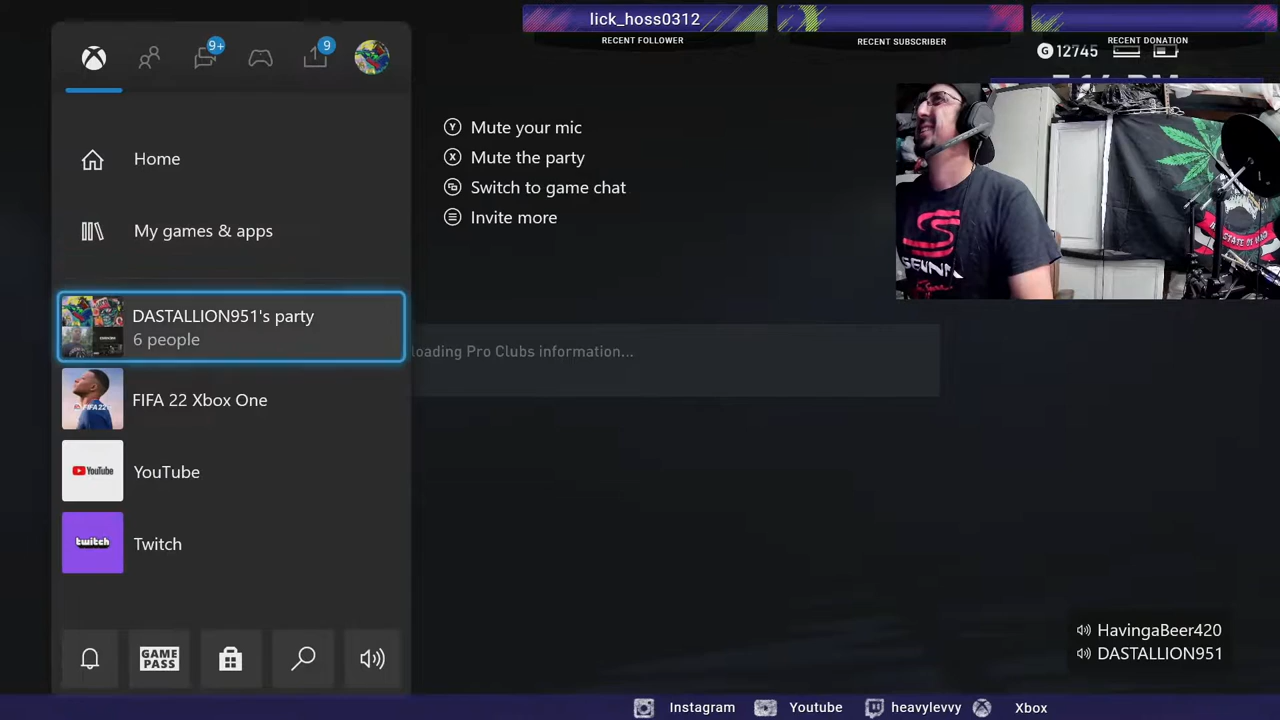 lick_hoss0312
RECENT FOLLOWER
RECENT SUBSCRIBER
RECENT DONATION
9+
9
G 12745
Mute your mic
Mute the party
Switch to game chat
Invite more
Home
My games & apps
DASTALLION951's party
6 people
loading Pro Clubs information...
FIFA 22 Xbox One
YouTube
YouTube
twitch
Twitch
GAME
PASS
HavingaBeer420
DASTALLION951
Instagram
Youtube
heavylevvy
Xbox